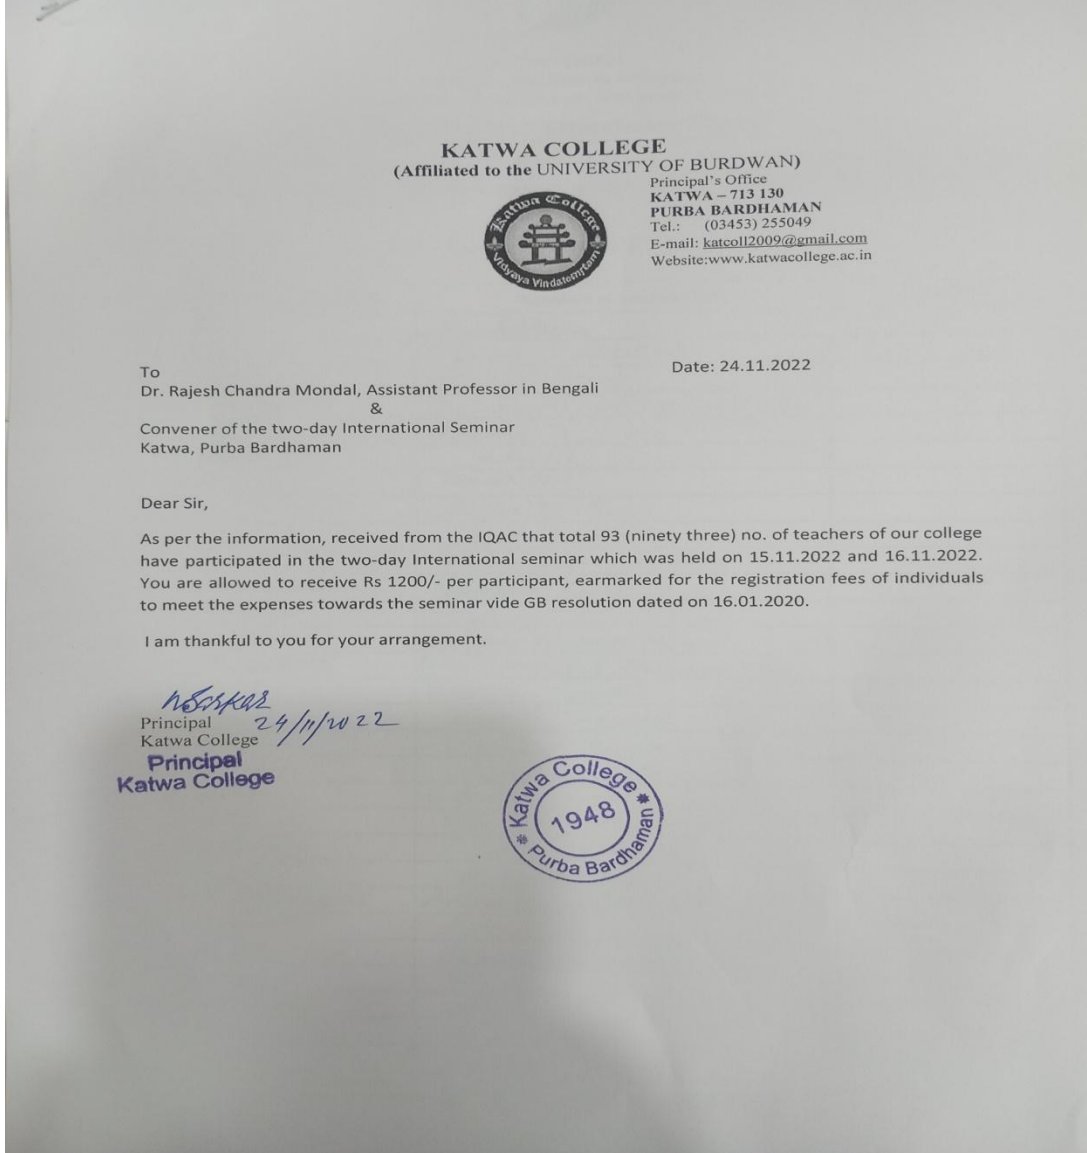 KATWA COLLEGE
(Affiliated to the UNIVERSITY OF BURDWAN)
Katwa College
Vidyaya Vindatemrtam
Principal's Office
KATWA – 713 130
PURBA BARDHAMAN
Tel.: (03453) 255049
E-mail: katcoll2009@gmail.com
Website:www.katwacollege.ac.in
Date: 24.11.2022
To
Dr. Rajesh Chandra Mondal, Assistant Professor in Bengali
&
Convener of the two-day International Seminar
Katwa, Purba Bardhaman
Dear Sir,
As per the information, received from the IQAC that total 93 (ninety three) no. of teachers of our college
have participated in the two-day International seminar which was held on 15.11.2022 and 16.11.2022.
You are allowed to receive Rs 1200/- per participant, earmarked for the registration fees of individuals
to meet the expenses towards the seminar vide GB resolution dated on 16.01.2020.
I am thankful to you for your arrangement.
Principal
24/11/2022
Katwa College
Principal
Katwa College
Katwa College
1948
Purba Bardhaman